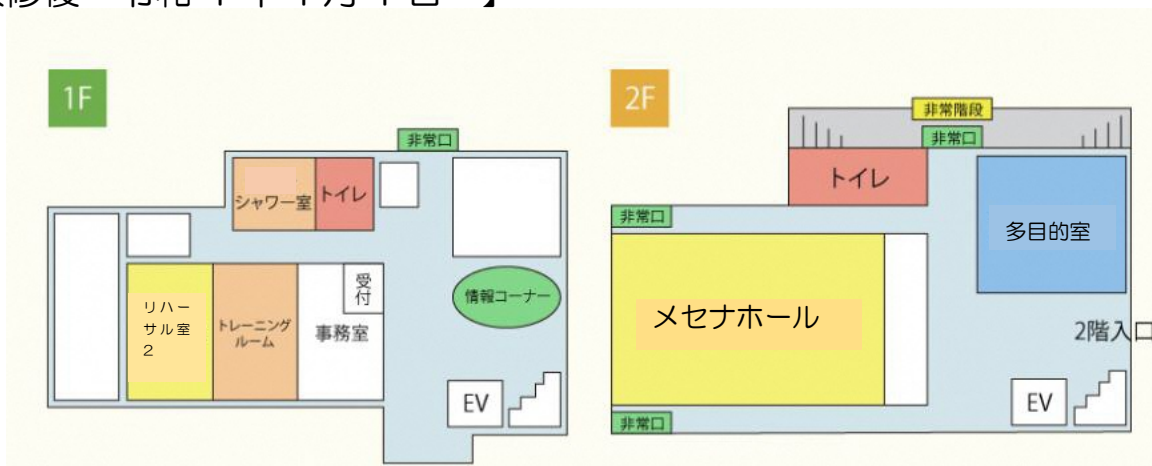 1F
非常口
シャワー室
トイレ
リハー
サル室
2
トレーニング
ルーム
事務室
受
付
情報コーナー
EV
2F
非常階段
非常口
トイレ
非常口
多目的室
メセナホール
2階入口
EV
非常口